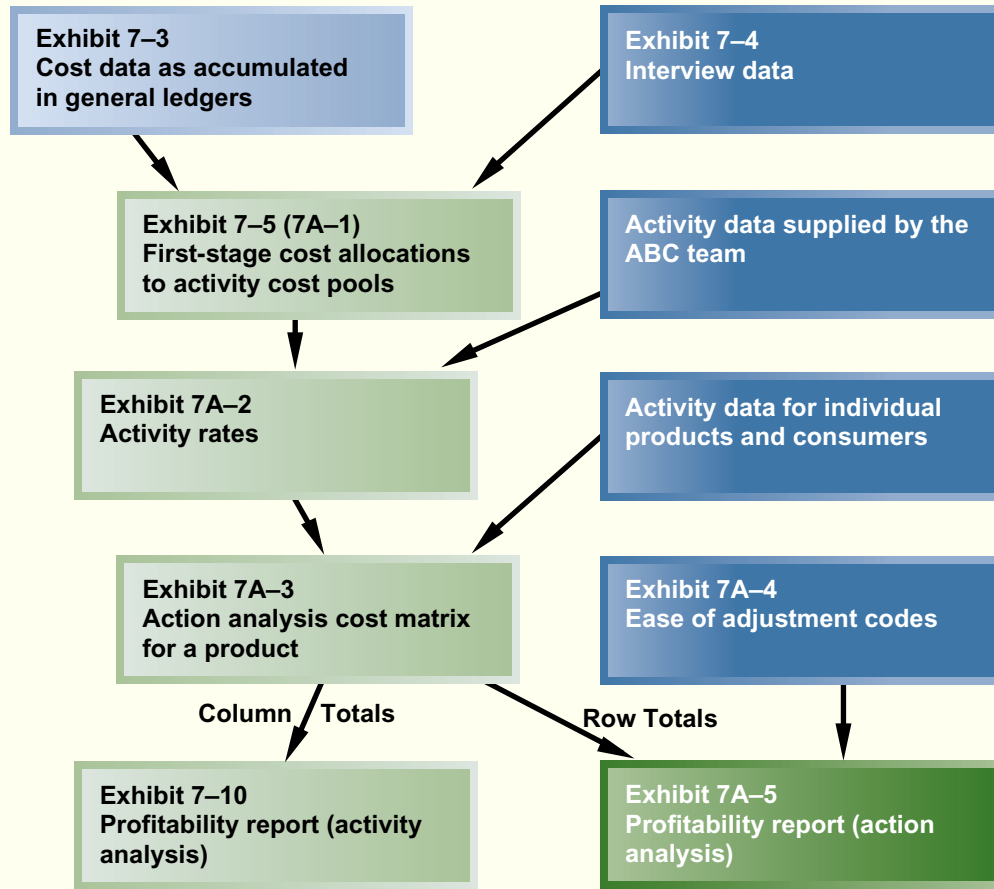 Exhibit 7–3
Cost data as accumulated
in general ledgers
Exhibit 7–4
Interview data
Exhibit 7–5 (7A–1)
First-stage cost allocations
to activity cost pools
Activity data supplied by the
ABC team
Exhibit 7A–2
Activity rates
Activity data for individual
products and consumers
Exhibit 7A–3
Action analysis cost matrix
for a product
Exhibit 7A–4
Ease of adjustment codes
Column Totals
Row Totals
Exhibit 7–10
Profitability report (activity
analysis)
Exhibit 7A–5
Profitability report (action
analysis)